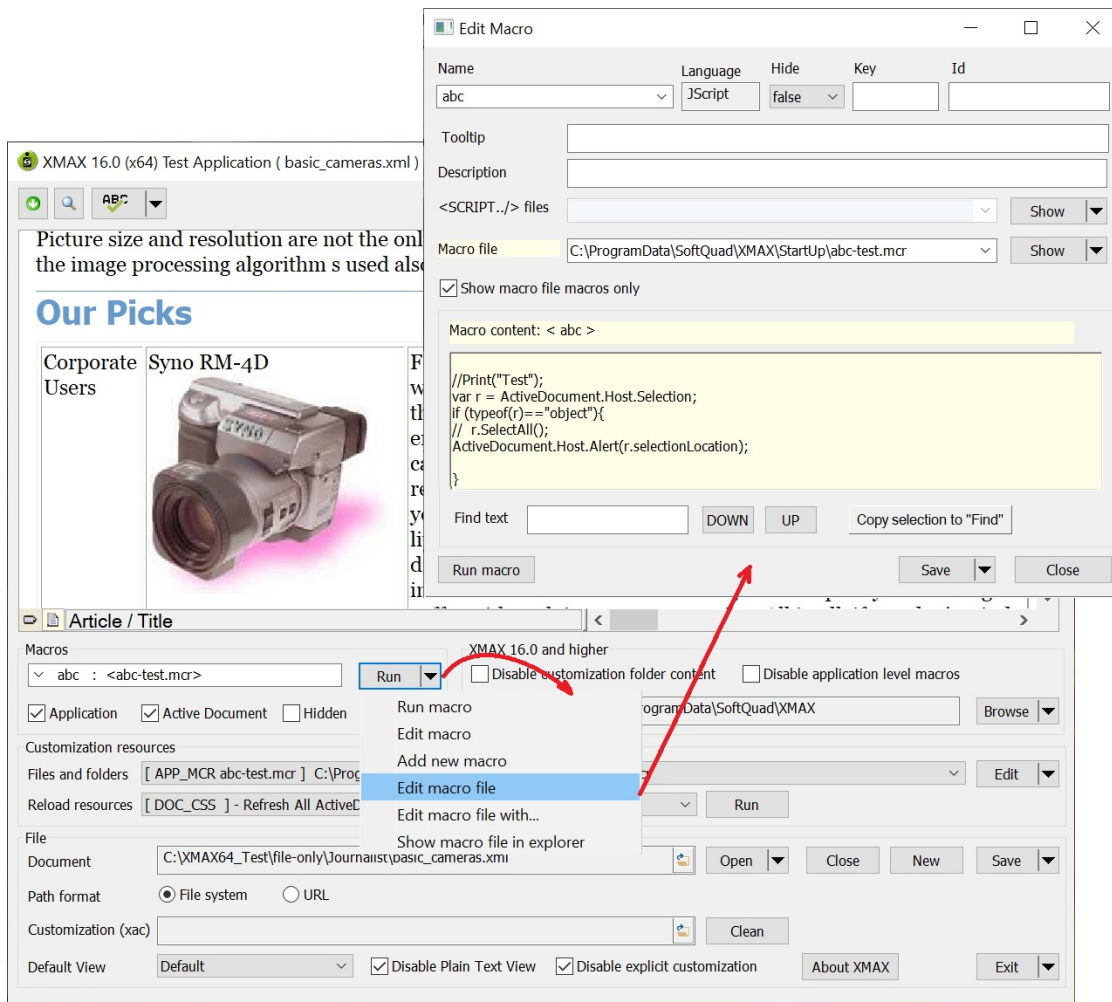 Edit Macro
Name Language Hide Key Id
abc JScript false
Tooltip
Description
<SCRIPT../> files Show
Macro file C:\ProgramData\SoftQuad\XMAX\StartUp\abc-test.mcr Show
Show macro file macros only
Macro content: < abc >
//Print("Test");
var r = ActiveDocument.Host.Selection;
if (typeof(r)=="object"){
// r.SelectAll();
ActiveDocument.Host.Alert(r.selectionLocation);
}
Find text DOWN UP Copy selection to "Find"
Run macro Save Close
XMAX 16.0 (x64) Test Application ( basic_cameras.xml )
ABC
Picture size and resolution are not the
the image processing algorithm s used
Our Picks
Corporate Users
Syno RM-4D
SYNO
Article / Title
Macros XMAX 16.0 and higher
abc : <abc-test.mcr> Run Disable customization folder content Disable application level macros
Application Active Document Hidden ProgramData\SoftQuad\XMAX Browse
Run macro
Edit macro
Add new macro
Edit macro file
Edit macro file with...
Show macro file in explorer
Customization resources
Files and folders [ APP_MCR abc-test.mcr ] Edit
Reload resources [ DOC_CSS ] - Refresh All Run
File
Document C:\XMAX64_Test\file-only\Journalist\basic_cameras.xml Open Close New Save
Path format File system URL
Customization (xac) Clean
Default View Default Disable Plain Text View Disable explicit customization About XMAX Exit